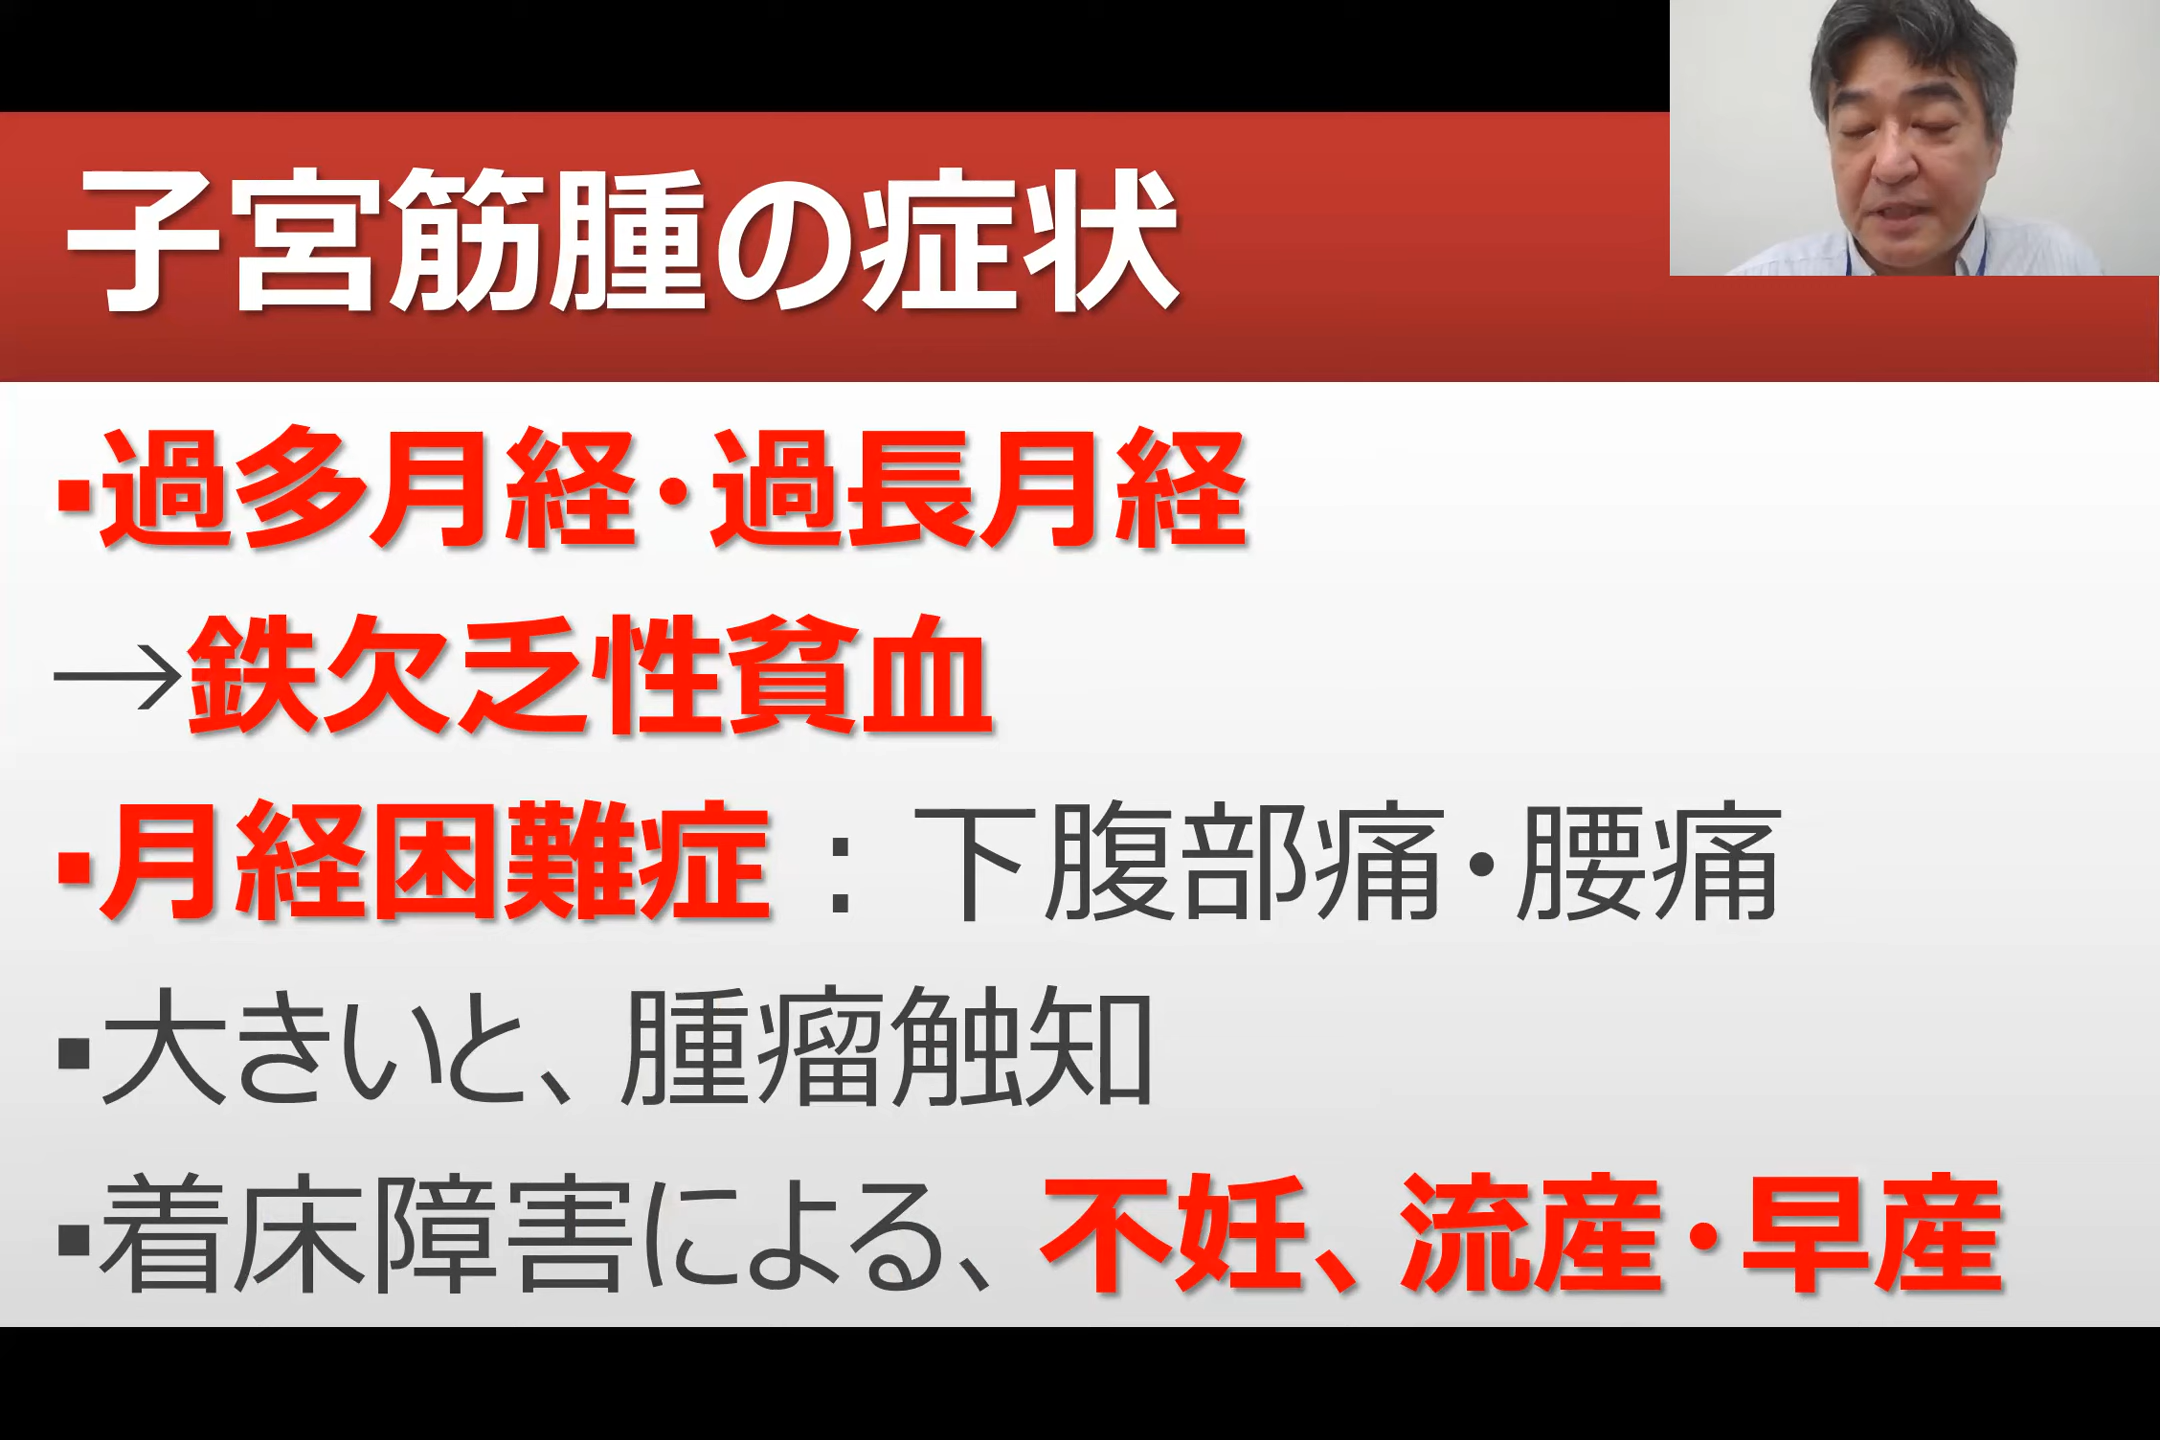 子宮筋腫の症状
▪過多月経・過長月経
→鉄欠乏性貧血
▪月経困難症：下腹部痛・腰痛
▪大きいと、腫瘤触知
▪着床障害による、不妊、流産・早産